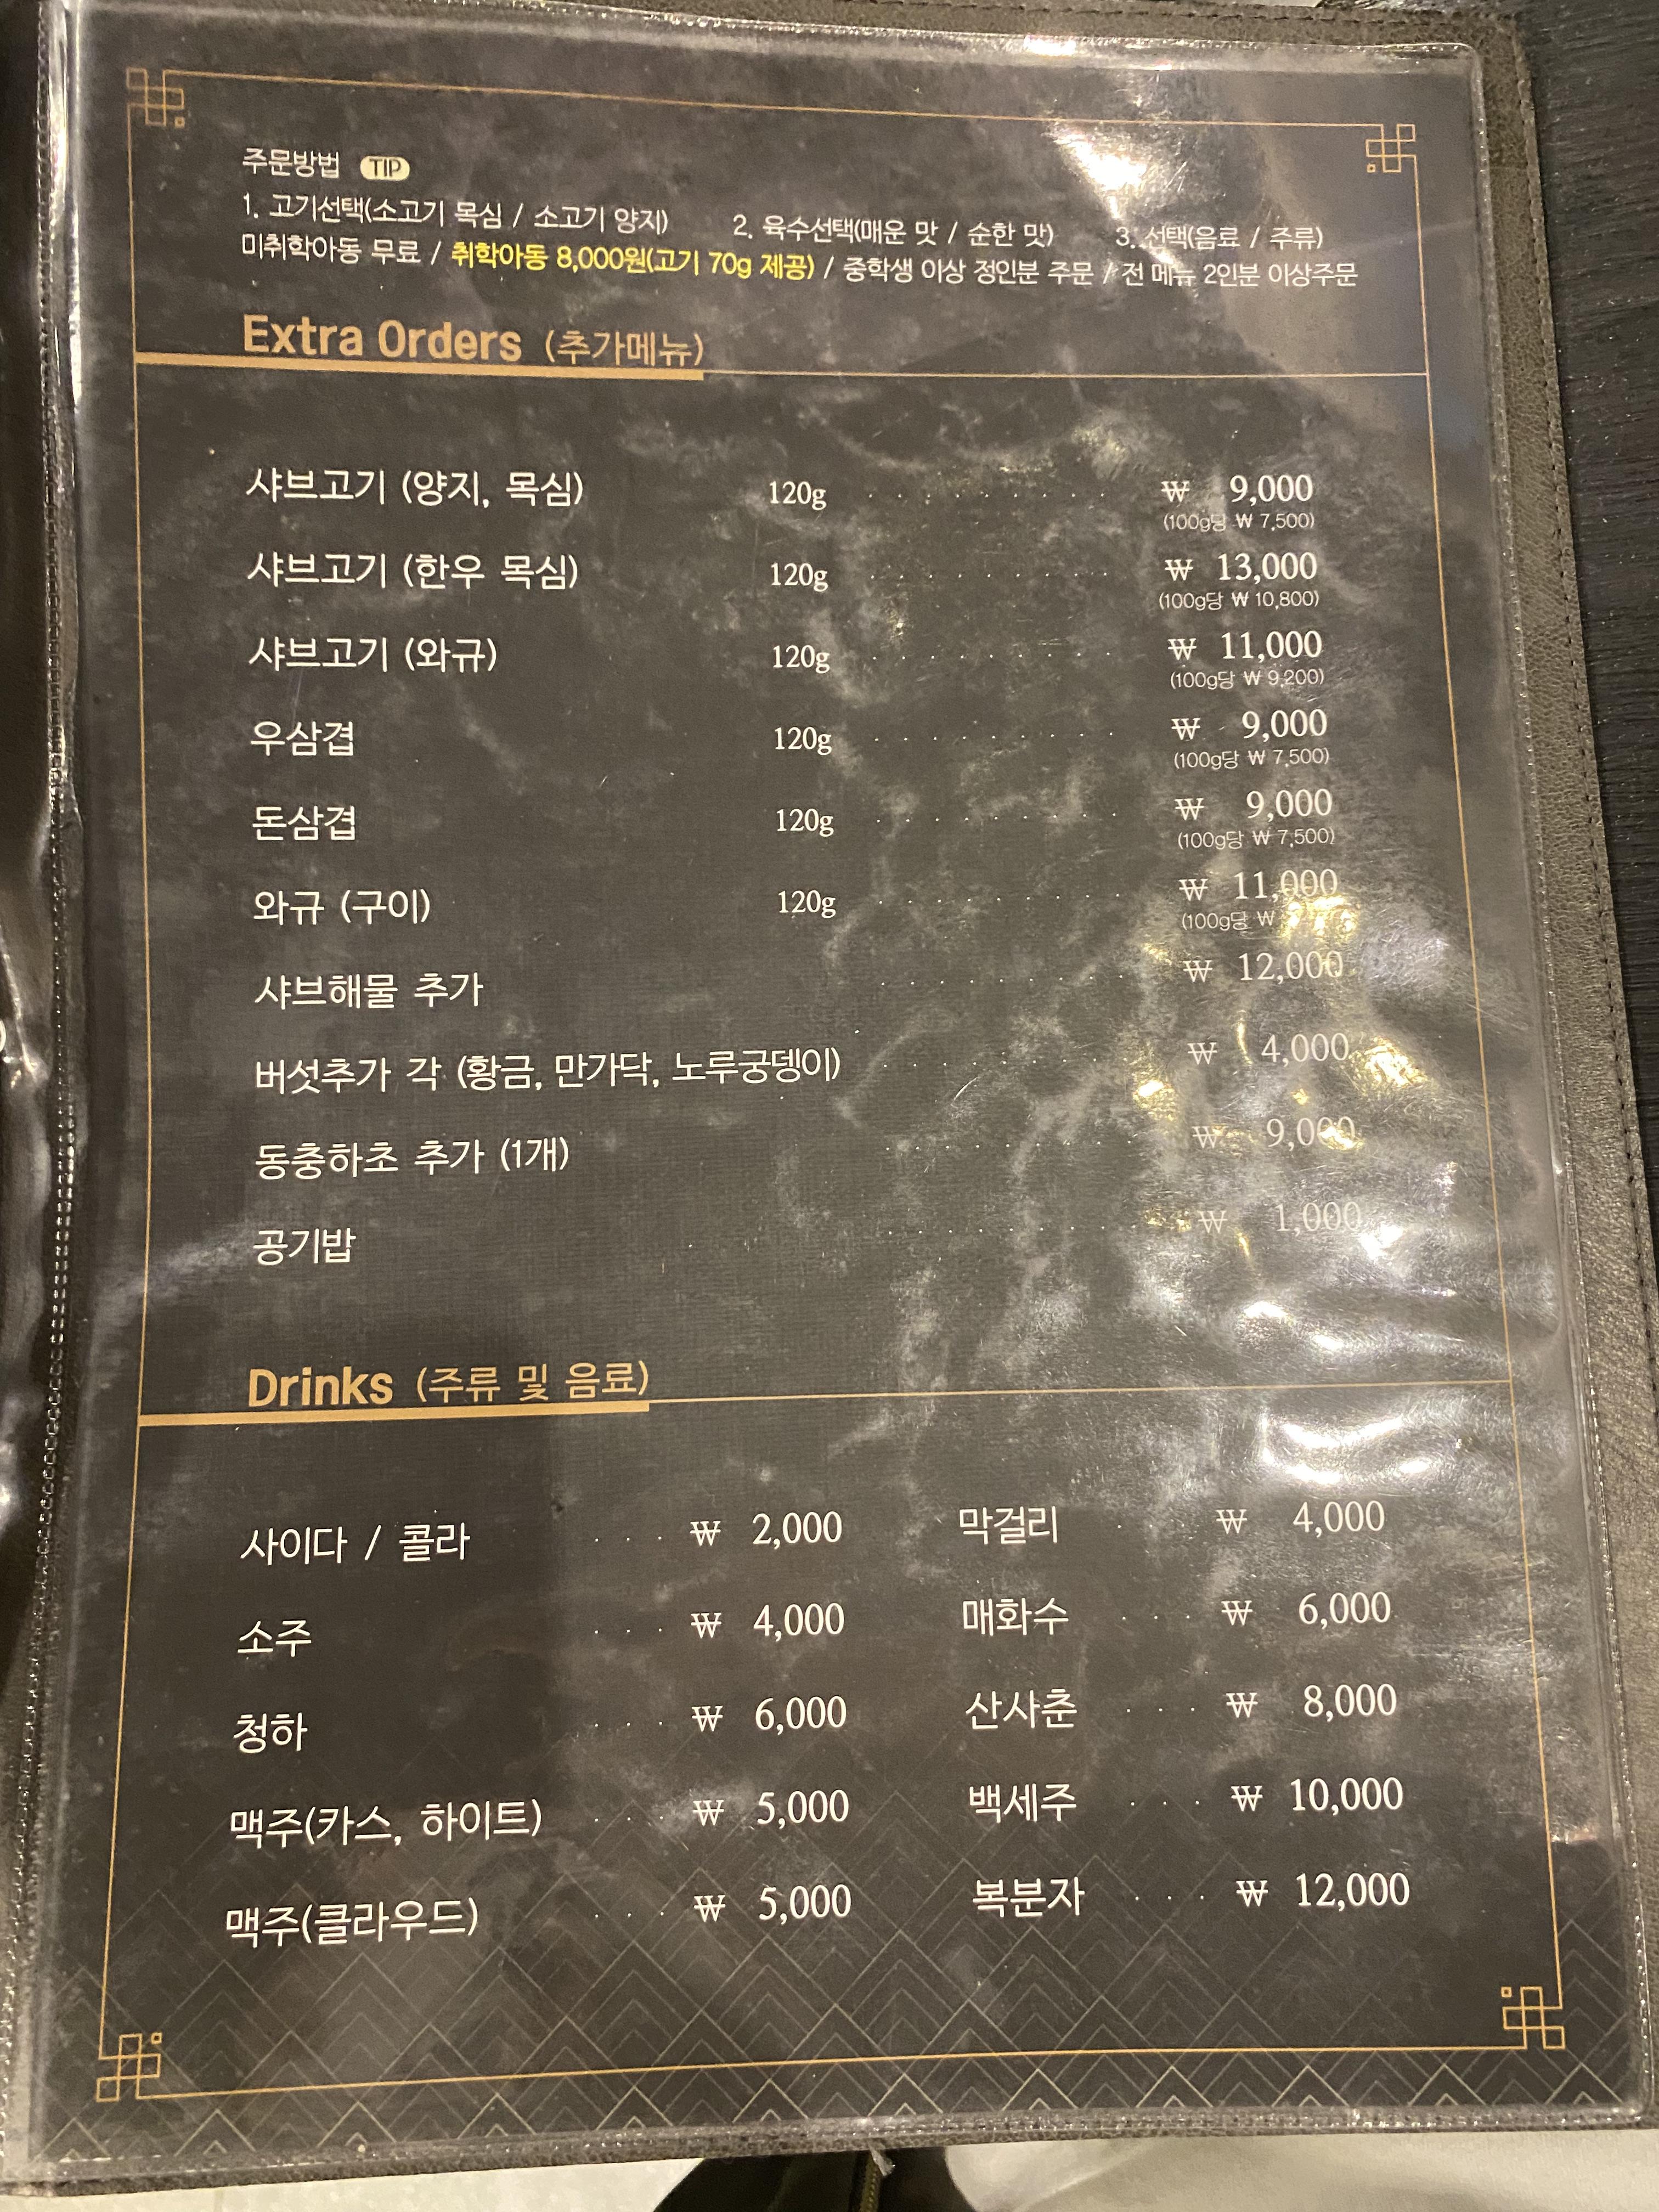 주문방법 TIP
1. 고기선택(소고기 목심 / 소고기 양지) 2. 육수선택(매운 맛 / 순한 맛) 3. 선택(음료 / 주류)
미취학아동 무료 / 취학아동 8,000원(고기 70g 제공) / 중학생 이상 정인분 주문 / 전 메뉴 2인분 이상주문
Extra Orders (추가메뉴)
샤브고기 (양지, 목심) 120g ₩ 9,000
(100g당 ₩ 7,500)
샤브고기 (한우 목심) 120g ₩ 13,000
(100g당 ₩ 10,800)
샤브고기 (와규) 120g ₩ 11,000
(100g당 ₩ 9,200)
우삼겹 120g ₩ 9,000
(100g당 ₩ 7,500)
돈삼겹 120g ₩ 9,000
(100g당 ₩ 7,500)
와규 (구이) 120g ₩ 11,000
(100g당 ₩
샤브해물 추가 ₩ 12,000
버섯추가 각 (황금, 만가닥, 노루궁뎅이) ₩ 4,000
동충하초 추가 (1개) ₩ 9,000
공기밥 ₩ 1,000
Drinks (주류 및 음료)
사이다 / 콜라 ₩ 2,000 막걸리 ₩ 4,000
소주 ₩ 4,000 매화수 ₩ 6,000
청하 ₩ 6,000 산사춘 ₩ 8,000
맥주(카스, 하이트) ₩ 5,000 백세주 ₩ 10,000
맥주(클라우드) ₩ 5,000 복분자 ₩ 12,000